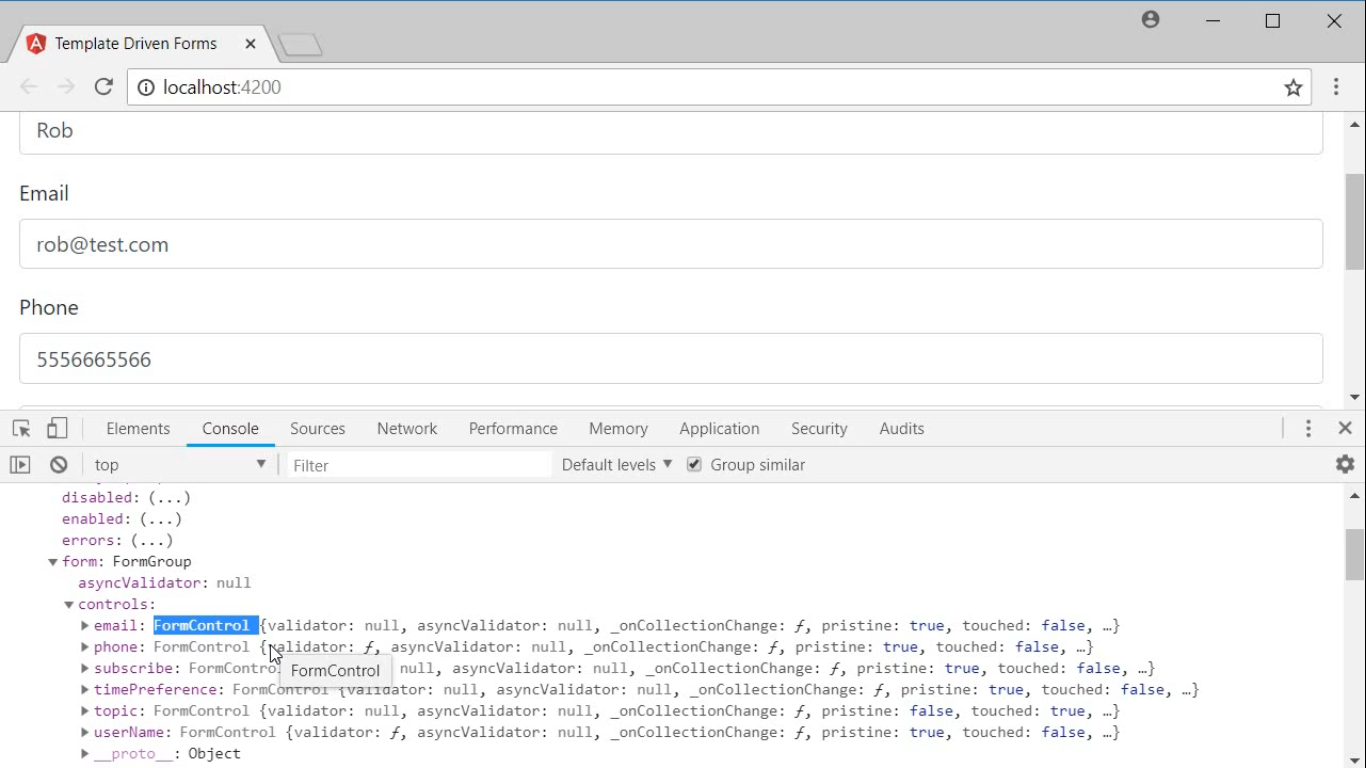 Template Driven Forms
localhost:4200
Rob
Email
rob@test.com
Phone
5556665566
Elements Console Sources Network Performance Memory Application Security Audits
top Filter Default levels Group similar
disabled: (...)
enabled: (...)
errors: (...)
form: FormGroup
asyncValidator: null
controls:
email: FormControl {validator: null, asyncValidator: null, _onCollectionChange: ƒ, pristine: true, touched: false, …}
phone: FormControl {validator: ƒ, asyncValidator: null, _onCollectionChange: ƒ, pristine: true, touched: false, …}
subscribe: FormContro null, asyncValidator: null, _onCollectionChange: ƒ, pristine: true, touched: false, …}
FormControl
timePreference: FormControl {validator: null, asyncValidator: null, _onCollectionChange: ƒ, pristine: true, touched: false, …}
topic: FormControl {validator: null, asyncValidator: null, _onCollectionChange: ƒ, pristine: false, touched: true, …}
userName: FormControl {validator: ƒ, asyncValidator: null, _onCollectionChange: ƒ, pristine: true, touched: false, …}
__proto__: Object